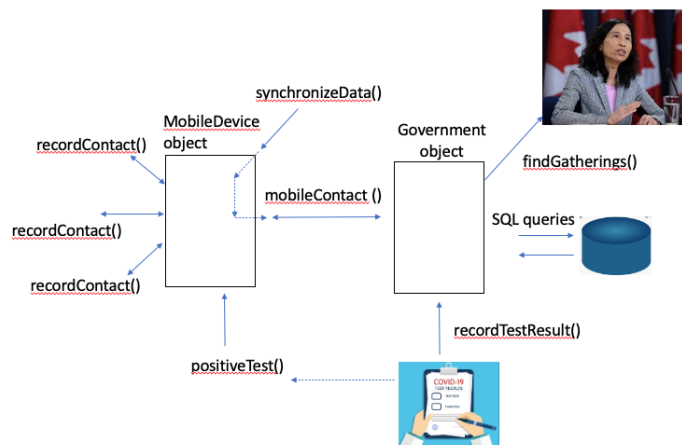 synchronizeData()
MobileDevice
object
Government
object
recordContact()
findGatherings()
mobileContact ()
SQL queries
recordContact()
recordContact()
recordTestResult()
positiveTest()
COVID-19
TEST RESULTS